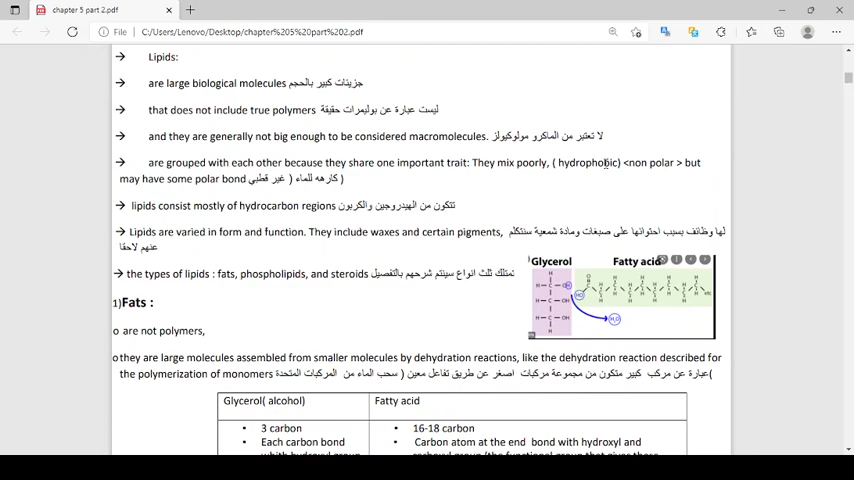 chapter 5 part 2.pdf
File | C:/Users/Lenovo/Desktop/chapter%205%20part%202.pdf
→ Lipids:
→ are large biological molecules جزيئات كبير بالحجم
→ that does not include true polymers ليست عبارة عن بوليمرات حقيقة
→ and they are generally not big enough to be considered macromolecules. لا تعتبر من الماكرو مولوكيولز
→ are grouped with each other because they share one important trait: They mix poorly, ( hydrophobic) <non polar > but
may have some polar bond كارهه للماء ( غير قطبي )
→ lipids consist mostly of hydrocarbon regions تتكون من الهيدروجين والكربون
→ Lipids are varied in form and function. They include waxes and certain pigments, لها وظائف بسبب احتوائها على صبغات ومادة شمعية سنتكلم
عنهم لاحقا
→ the types of lipids : fats, phospholipids, and steroids تمتلك ثلث انواع سيتم شرحهم بالتفصيل
Glycerol Fatty acid
H
H C OH
H C OH
H C OH
H
HO
H₂O
etc
1)Fats :
o are not polymers,
o they are large molecules assembled from smaller molecules by dehydration reactions, like the dehydration reaction described for
the polymerization of monomers عبارة عن مركب كبير متكون من مجموعة مركبات اصغر عن طريق تفاعل معين ( سحب الماء من المركبات المتحدة )
Glycerol( alcohol) Fatty acid
• 3 carbon • 16-18 carbon
• Each carbon bond • Carbon atom at the end bond with hydroxyl and